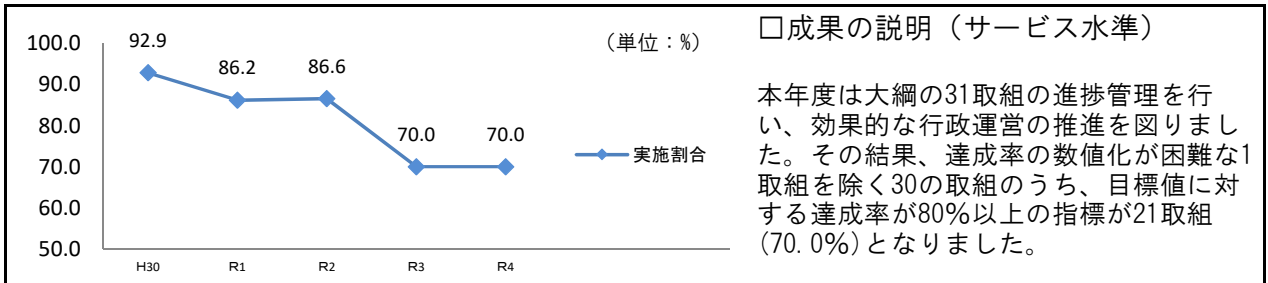 100.0
90.0
80.0
70.0
60.0
50.0
92.9
86.2
86.6
70.0
70.0
(単位：%)
実施割合
H30 R1 R2 R3 R4
□成果の説明（サービス水準）
本年度は大綱の31取組の進捗管理を行
い、効果的な行政運営の推進を図りまし
た。その結果、達成率の数値化が困難な1
取組を除く30の取組のうち、目標値に対
する達成率が80％以上の指標が21取組
(70.0％)となりました。